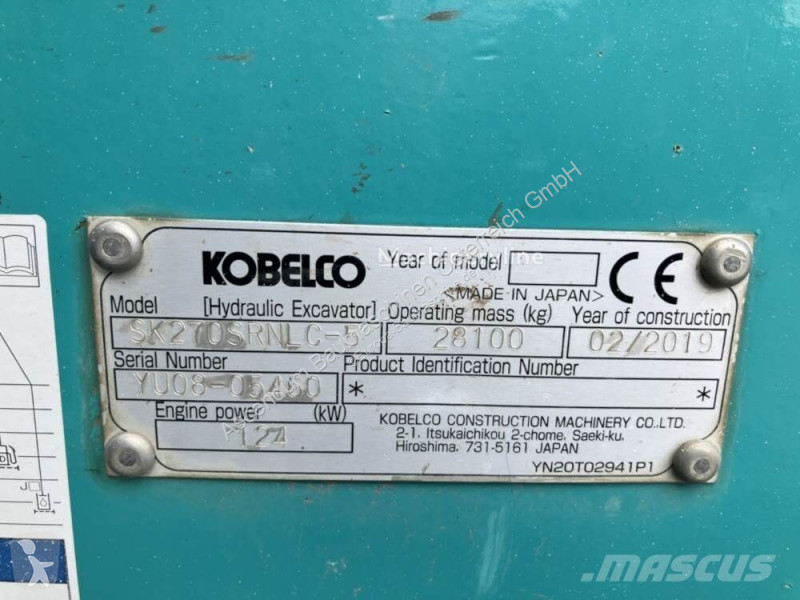 KOBELCO
Year of model
<MADE IN JAPAN>
CE
Model [Hydraulic Excavator] Operating mass (kg) Year of construction
SK270SRNLC-5 28100 02/2019
Serial Number Product Identification Number
YU08-05460 * *
Engine power (kW)
124
KOBELCO CONSTRUCTION MACHINERY CO.,LTD.
2-1, Itsukaichikou 2-chome, Saeki-ku,
Hiroshima, 731-5161 JAPAN
YN20T02941P1
MASCUS